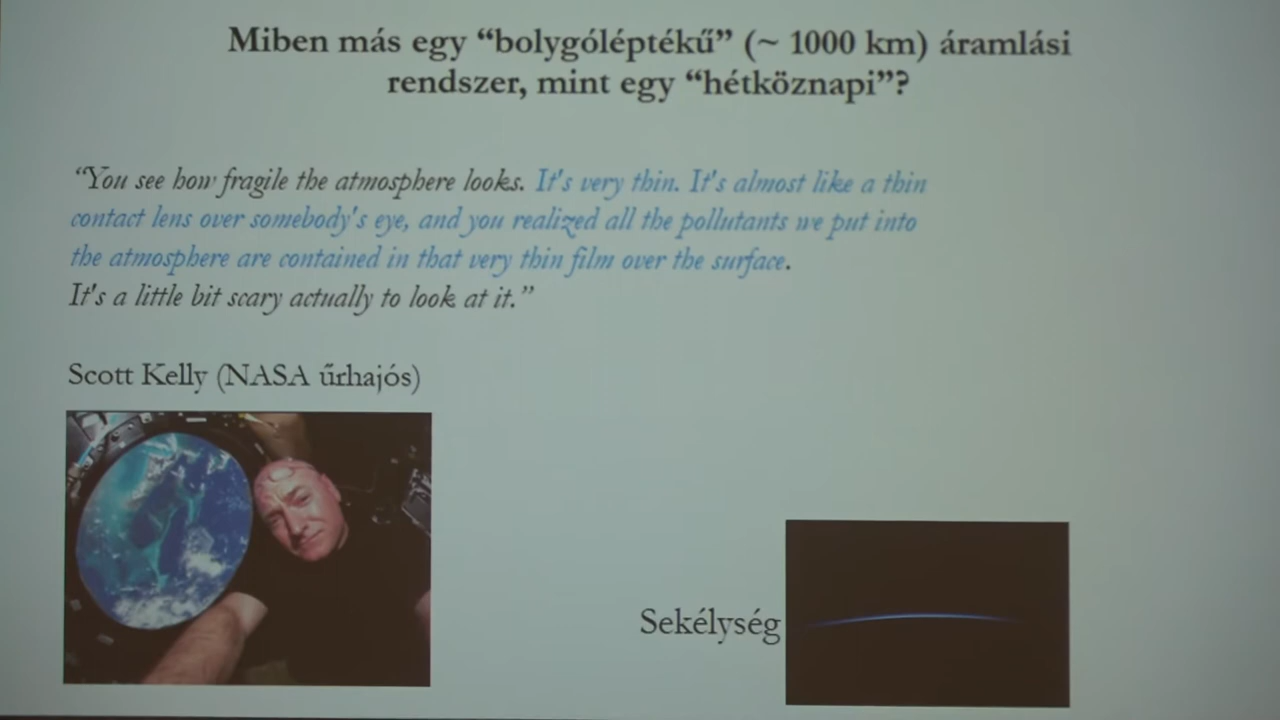 Miben más egy “bolygóléptékű” (~ 1000 km) áramlási
rendszer, mint egy “hétköznapi”?
“You see how fragile the atmosphere looks. It's very thin. It's almost like a thin
contact lens over somebody's eye, and you realized all the pollutants we put into
the atmosphere are contained in that very thin film over the surface.
It's a little bit scary actually to look at it.”
Scott Kelly (NASA űrhajós)
Sekélység